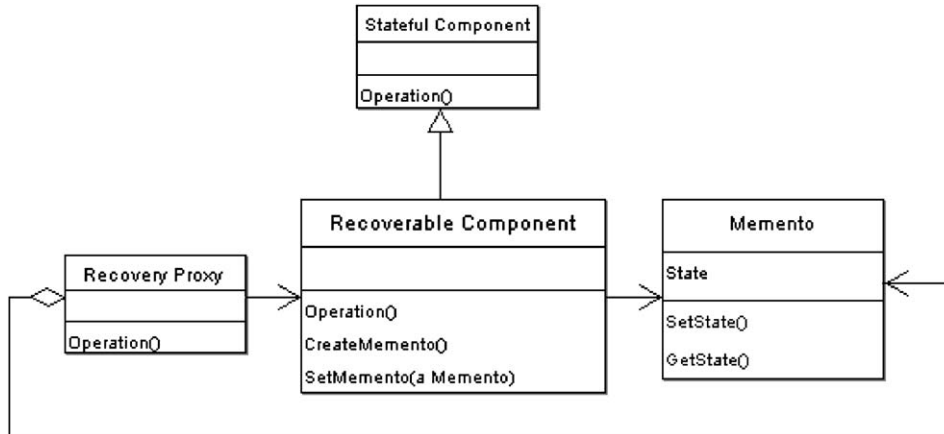 Stateful Component
Operation()
Recoverable Component
Operation()
CreateMemento()
SetMemento(a Memento)
Memento
State
SetState()
GetState()
Recovery Proxy
Operation()